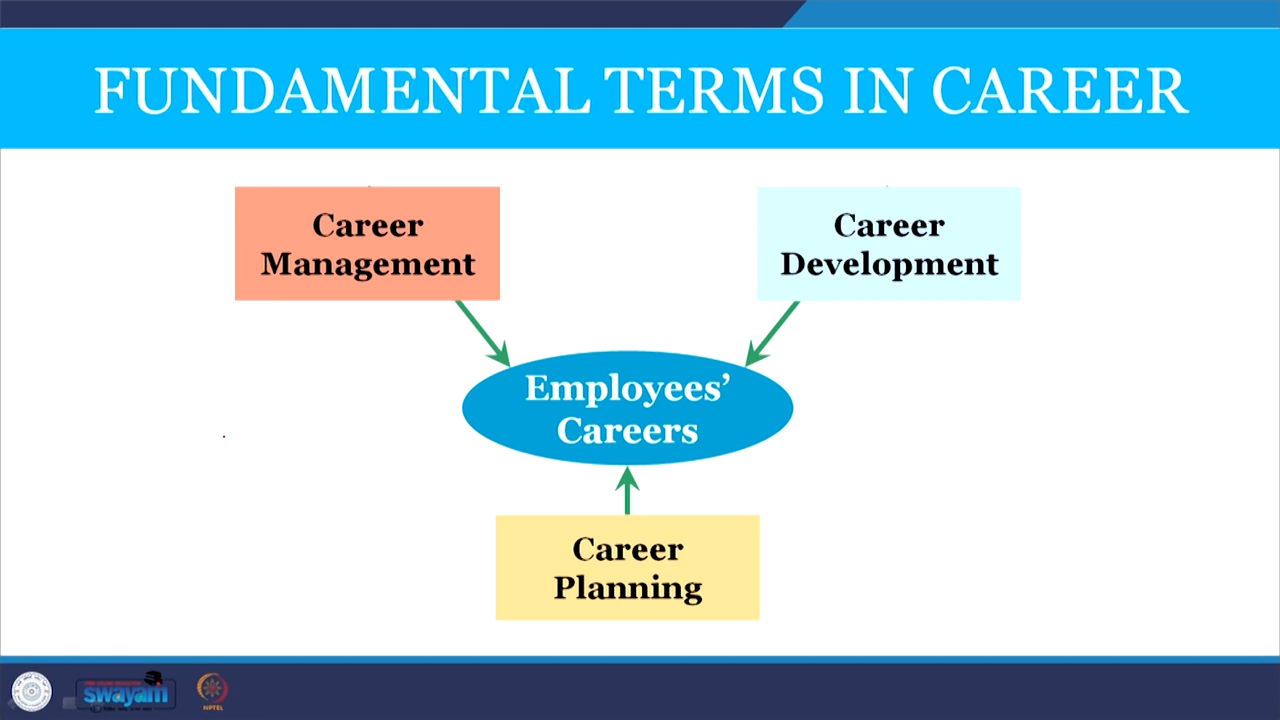 FUNDAMENTAL TERMS IN CAREER
Career
Management
Career
Development
Employees’
Careers
Career
Planning
swayam
NPTEL